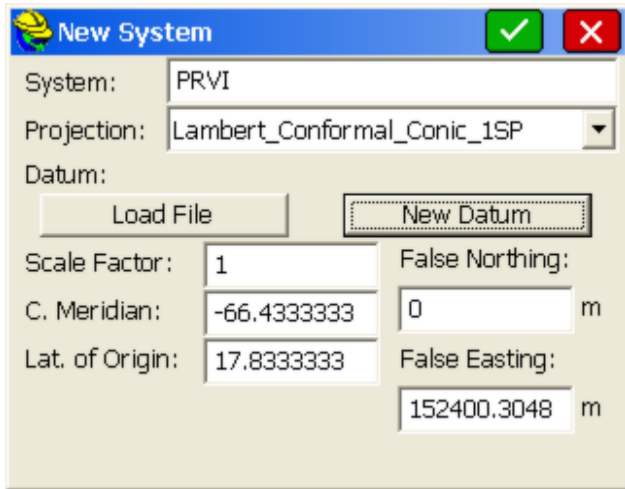 New System
System: PRVI
Projection: Lambert_Conformal_Conic_1SP
Datum:
Load File New Datum
Scale Factor: 1 False Northing:
C. Meridian: -66.4333333 0 m
Lat. of Origin: 17.8333333 False Easting:
152400.3048 m